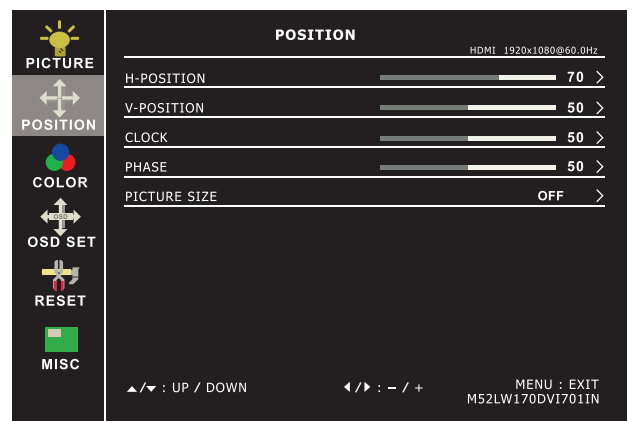 POSITION
HDMI 1920x1080@60.0Hz
PICTURE
POSITION
COLOR
OSD
OSD SET
RESET
MISC
H-POSITION 70 >
V-POSITION 50 >
CLOCK 50 >
PHASE 50 >
PICTURE SIZE OFF >
▲/▼ : UP / DOWN ◀/▶ : – / + MENU : EXIT
M52LW170DVI701IN